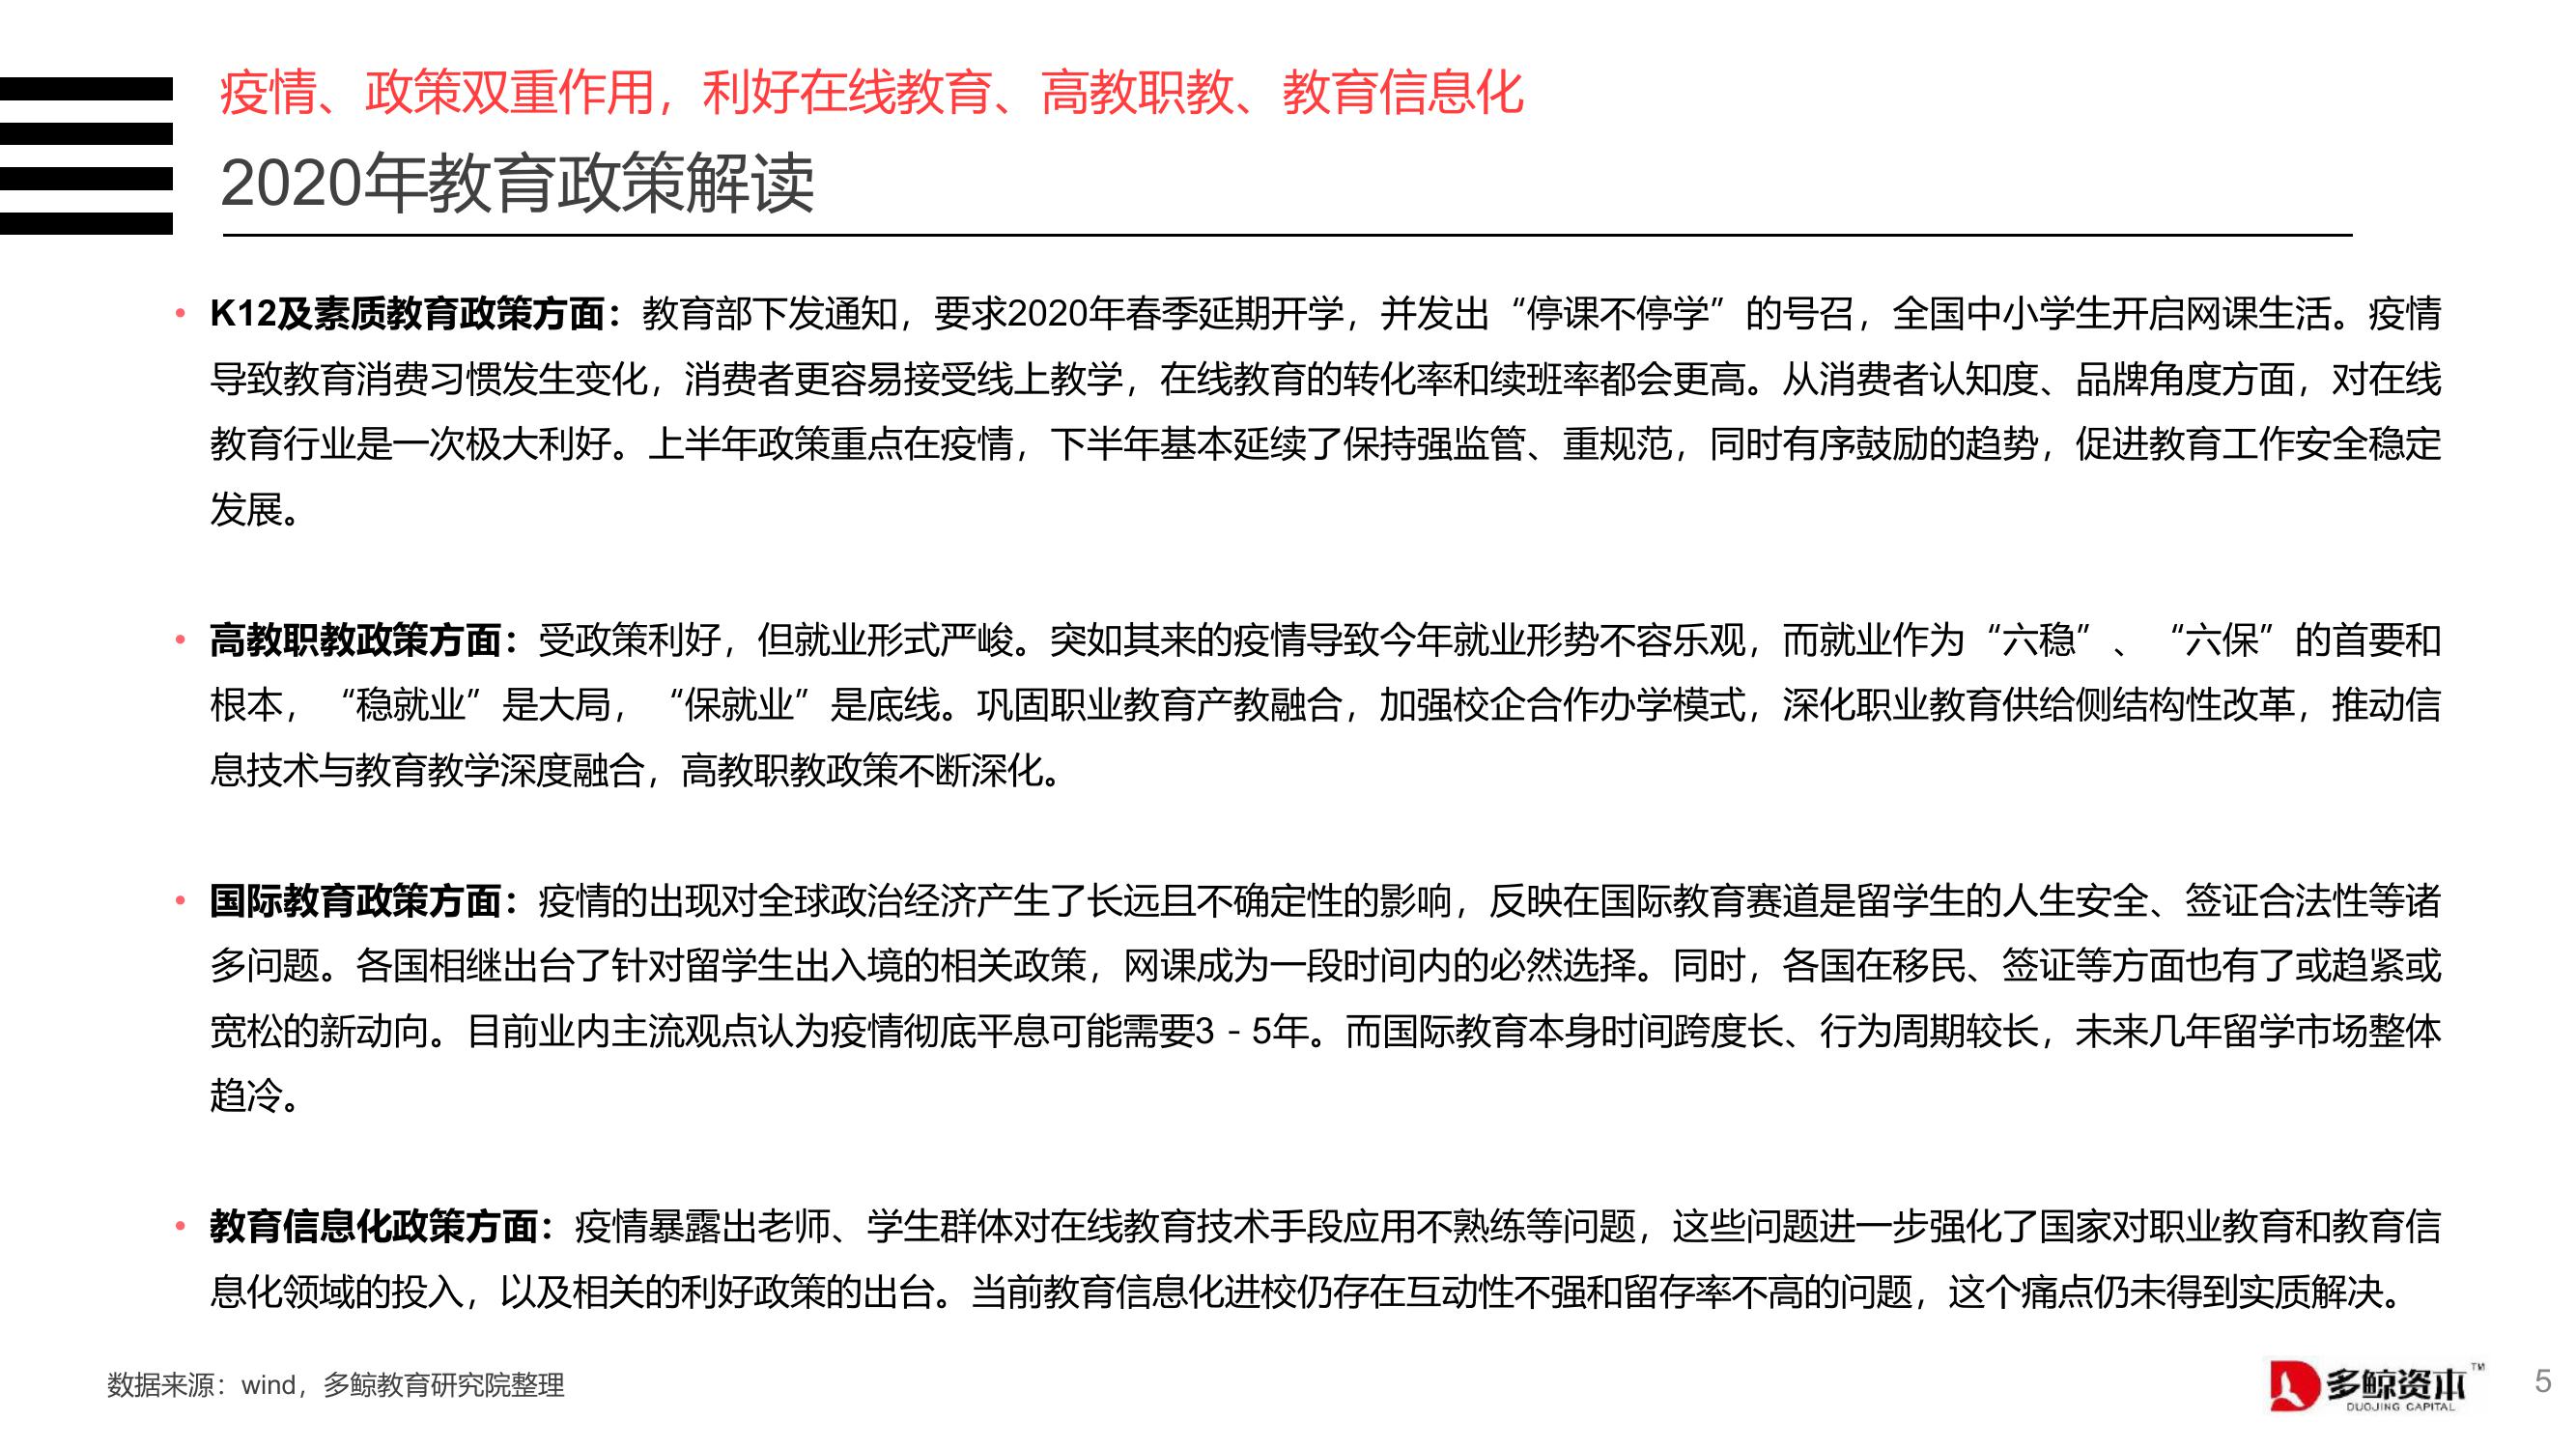 疫情、政策双重作用，利好在线教育、高教职教、教育信息化
2020年教育政策解读
• K12及素质教育政策方面：教育部下发通知，要求2020年春季延期开学，并发出“停课不停学”的号召，全国中小学生开启网课生活。疫情
导致教育消费习惯发生变化，消费者更容易接受线上教学，在线教育的转化率和续班率都会更高。从消费者认知度、品牌角度方面，对在线
教育行业是一次极大利好。上半年政策重点在疫情，下半年基本延续了保持强监管、重规范，同时有序鼓励的趋势，促进教育工作安全稳定
发展。
• 高教职教政策方面：受政策利好，但就业形式严峻。突如其来的疫情导致今年就业形势不容乐观，而就业作为“六稳”、“六保”的首要和
根本，“稳就业”是大局，“保就业”是底线。巩固职业教育产教融合，加强校企合作办学模式，深化职业教育供给侧结构性改革，推动信
息技术与教育教学深度融合，高教职教政策不断深化。
• 国际教育政策方面：疫情的出现对全球政治经济产生了长远且不确定性的影响，反映在国际教育赛道是留学生的人生安全、签证合法性等诸
多问题。各国相继出台了针对留学生出入境的相关政策，网课成为一段时间内的必然选择。同时，各国在移民、签证等方面也有了或趋紧或
宽松的新动向。目前业内主流观点认为疫情彻底平息可能需要3 - 5年。而国际教育本身时间跨度长、行为周期较长，未来几年留学市场整体
趋冷。
• 教育信息化政策方面：疫情暴露出老师、学生群体对在线教育技术手段应用不熟练等问题，这些问题进一步强化了国家对职业教育和教育信
息化领域的投入，以及相关的利好政策的出台。当前教育信息化进校仍存在互动性不强和留存率不高的问题，这个痛点仍未得到实质解决。
数据来源：wind，多鲸教育研究院整理
多鲸资本™
DUOJING CAPITAL
5